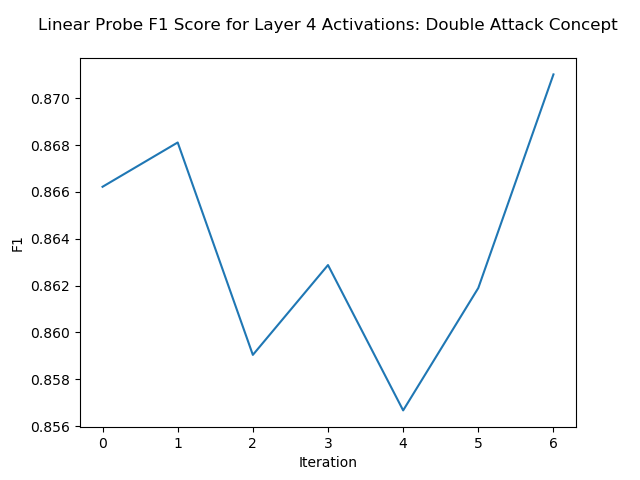 Linear Probe F1 Score for Layer 4 Activations: Double Attack Concept
0.870
0.868
0.866
0.864
0.862
0.860
0.858
0.856
F1
0 1 2 3 4 5 6
Iteration